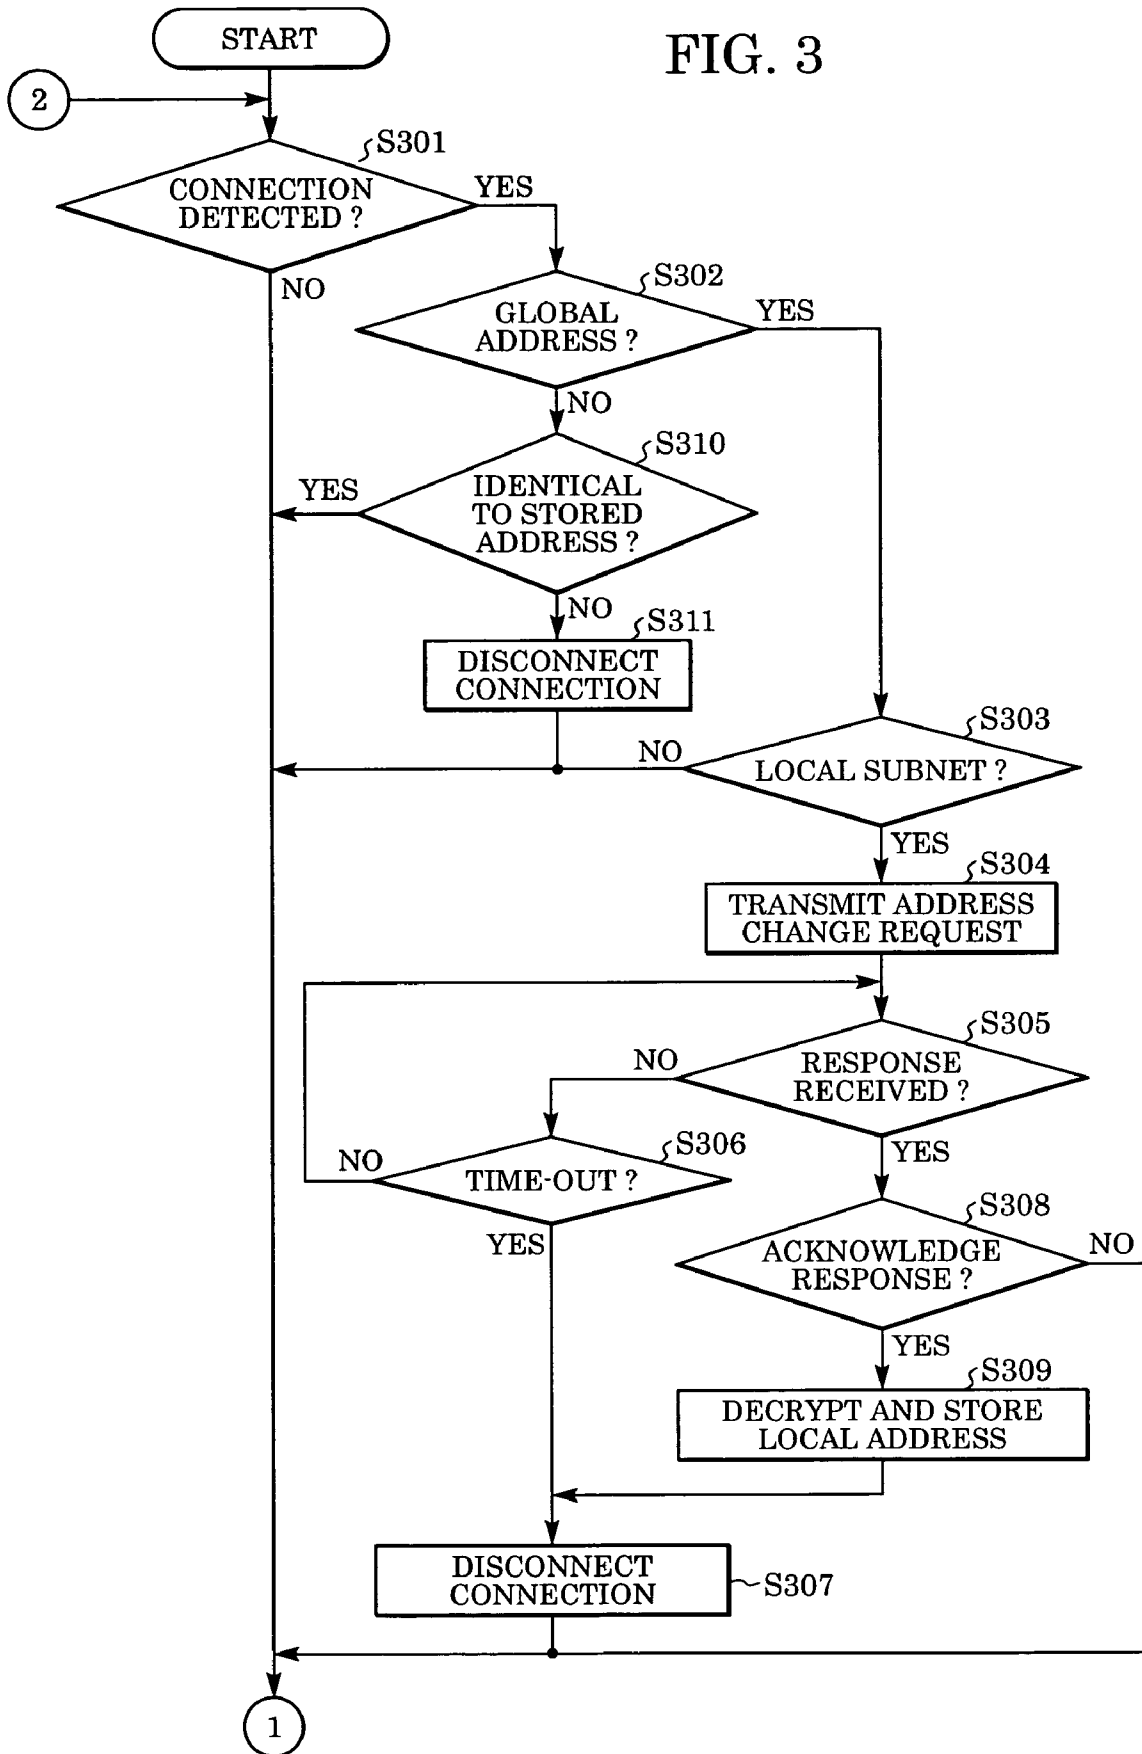 START
FIG. 3
2
S301
CONNECTION
DETECTED ?
YES
NO
S302
GLOBAL
ADDRESS ?
YES
NO
S310
IDENTICAL
TO STORED
ADDRESS ?
YES
NO
S311
DISCONNECT
CONNECTION
S303
LOCAL SUBNET ?
NO
YES
S304
TRANSMIT ADDRESS
CHANGE REQUEST
S305
RESPONSE
RECEIVED ?
NO
YES
S306
TIME-OUT ?
NO
YES
S308
ACKNOWLEDGE
RESPONSE ?
NO
YES
S309
DECRYPT AND STORE
LOCAL ADDRESS
DISCONNECT
CONNECTION
S307
1